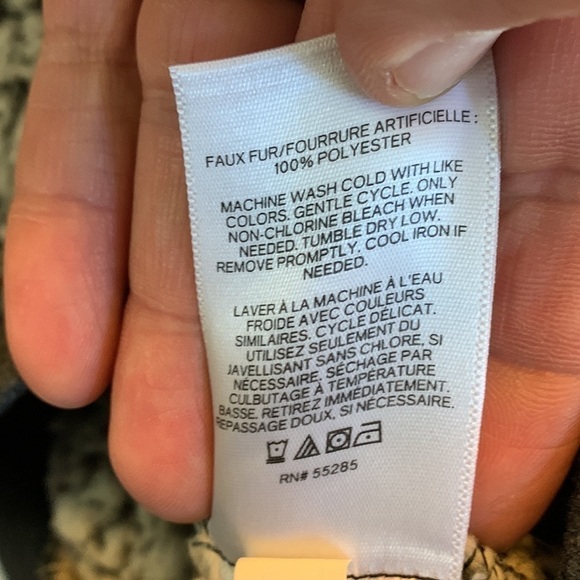 FAUX FUR/FOURRURE ARTIFICIELLE :
100% POLYESTER
MACHINE WASH COLD WITH LIKE
COLORS. GENTLE CYCLE. ONLY
NON-CHLORINE BLEACH WHEN
NEEDED. TUMBLE DRY LOW.
REMOVE PROMPTLY. COOL IRON IF
NEEDED.
LAVER À LA MACHINE À L'EAU
FROIDE AVEC COULEURS
SIMILAIRES. CYCLE DÉLICAT.
UTILISEZ SEULEMENT DU
JAVELLISANT SANS CHLORE, SI
NÉCESSAIRE. SÉCHAGE PAR
CULBUTAGE À TEMPÉRATURE
BASSE. RETIREZ IMMÉDIATEMENT.
REPASSAGE DOUX, SI NÉCESSAIRE.
RN# 55285